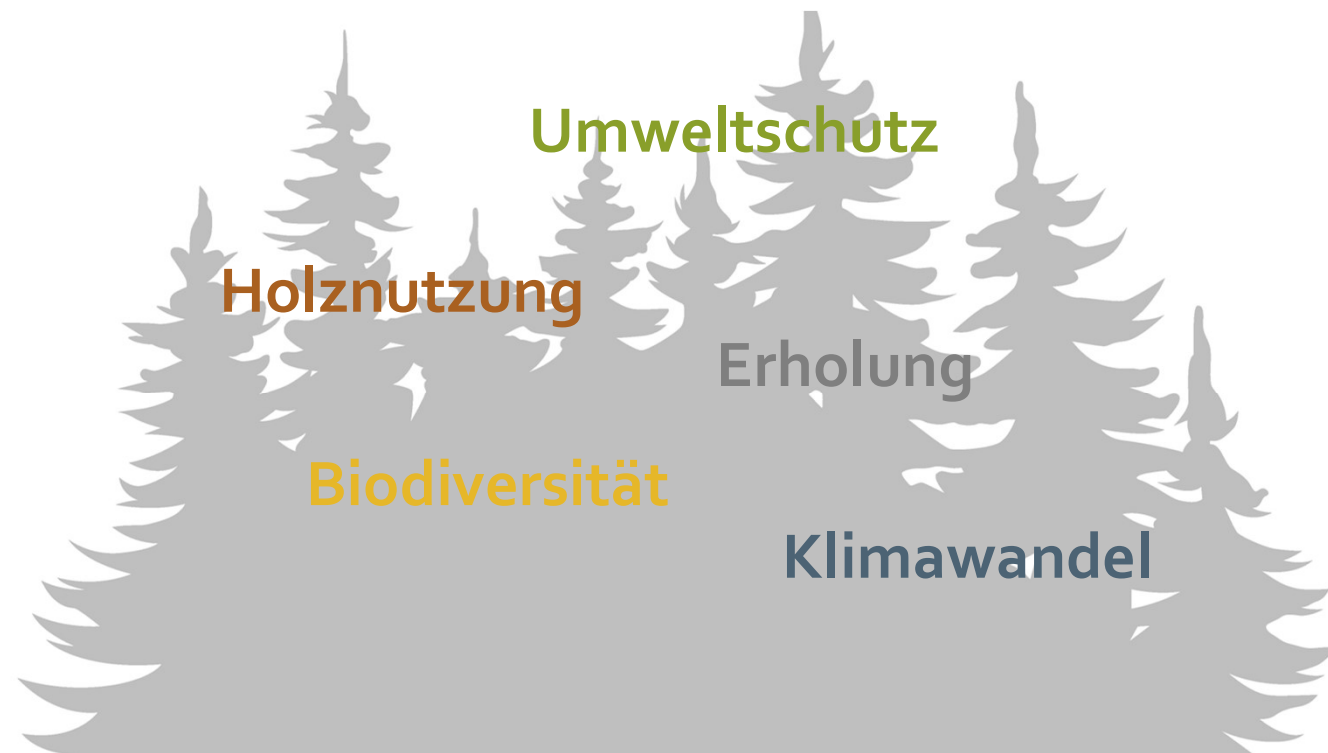 Umweltschutz
Holznutzung
Erholung
Biodiversität
Klimawandel